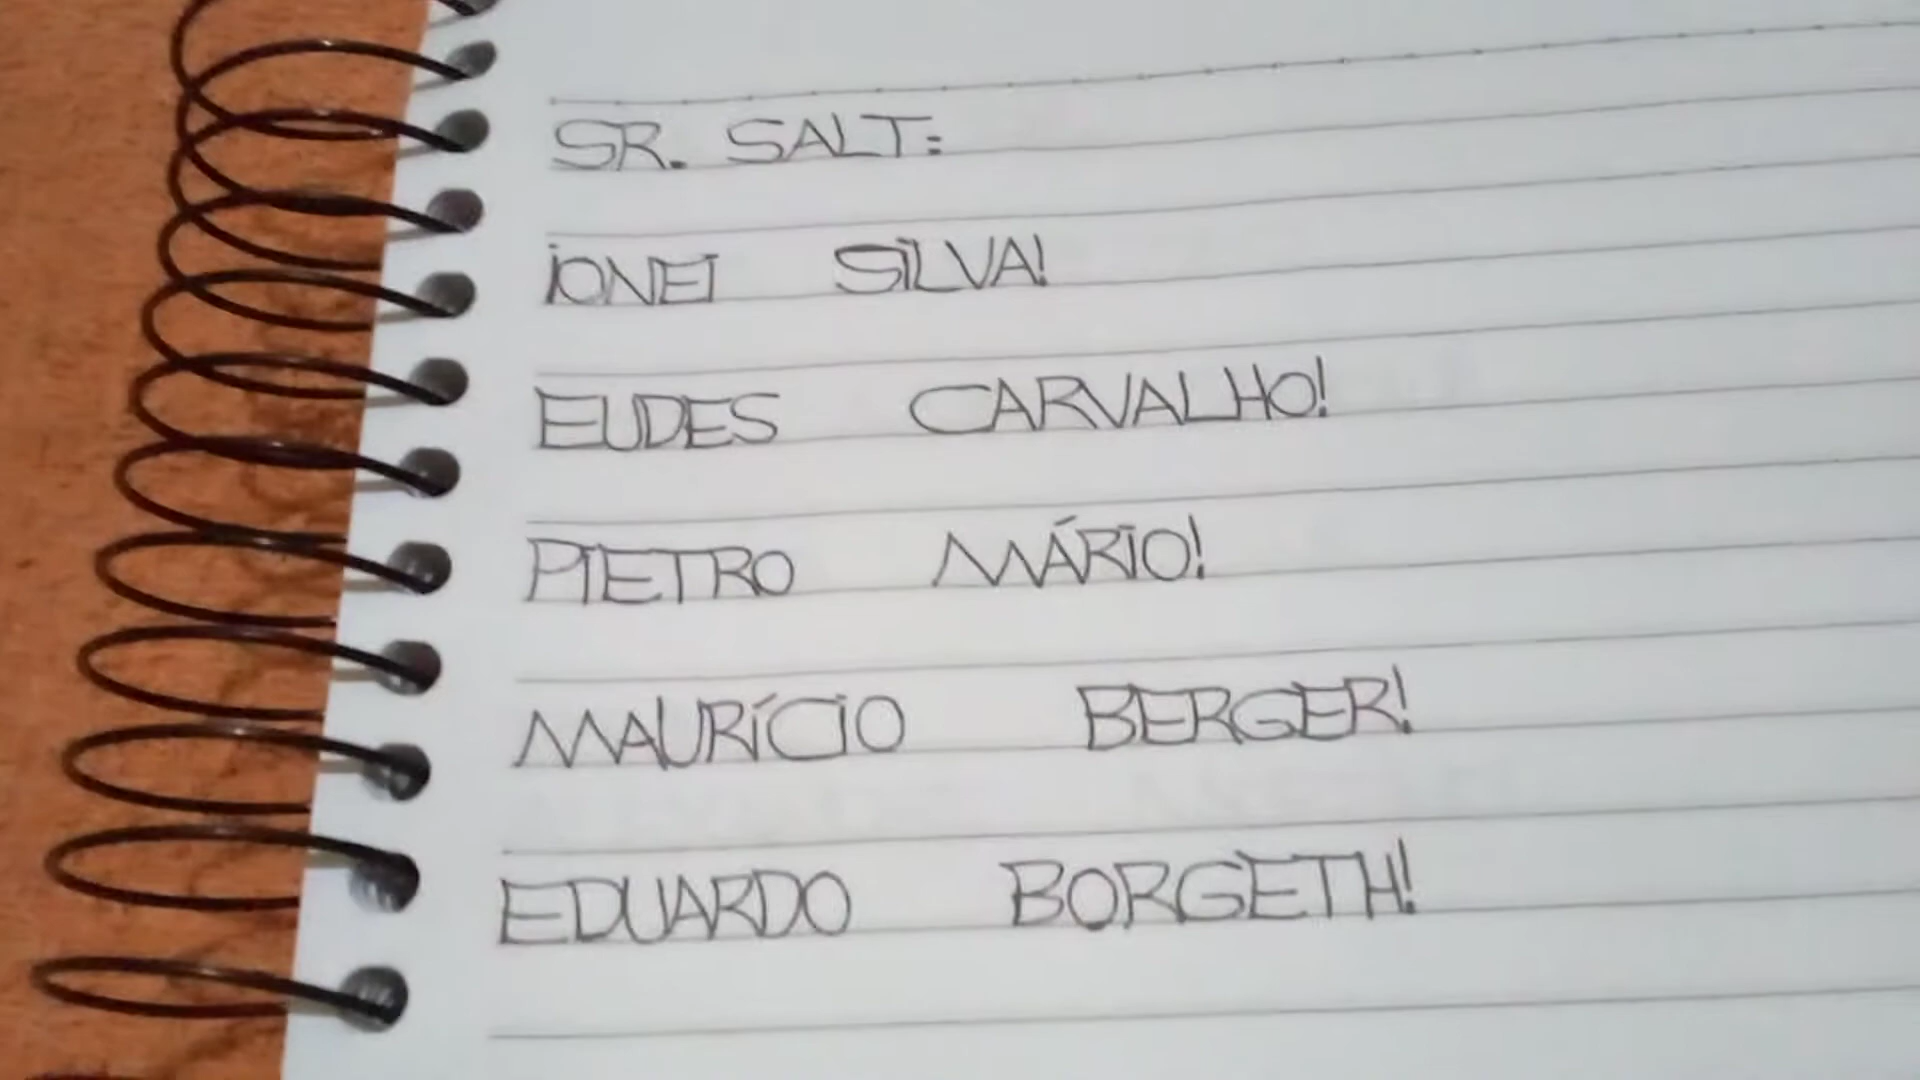 SR. SALT:
IONEI SILVA!
EUDES CARVALHO!
PIETRO MÁRIO!
MAURÍCIO BERGER!
EDUARDO BORGETH!